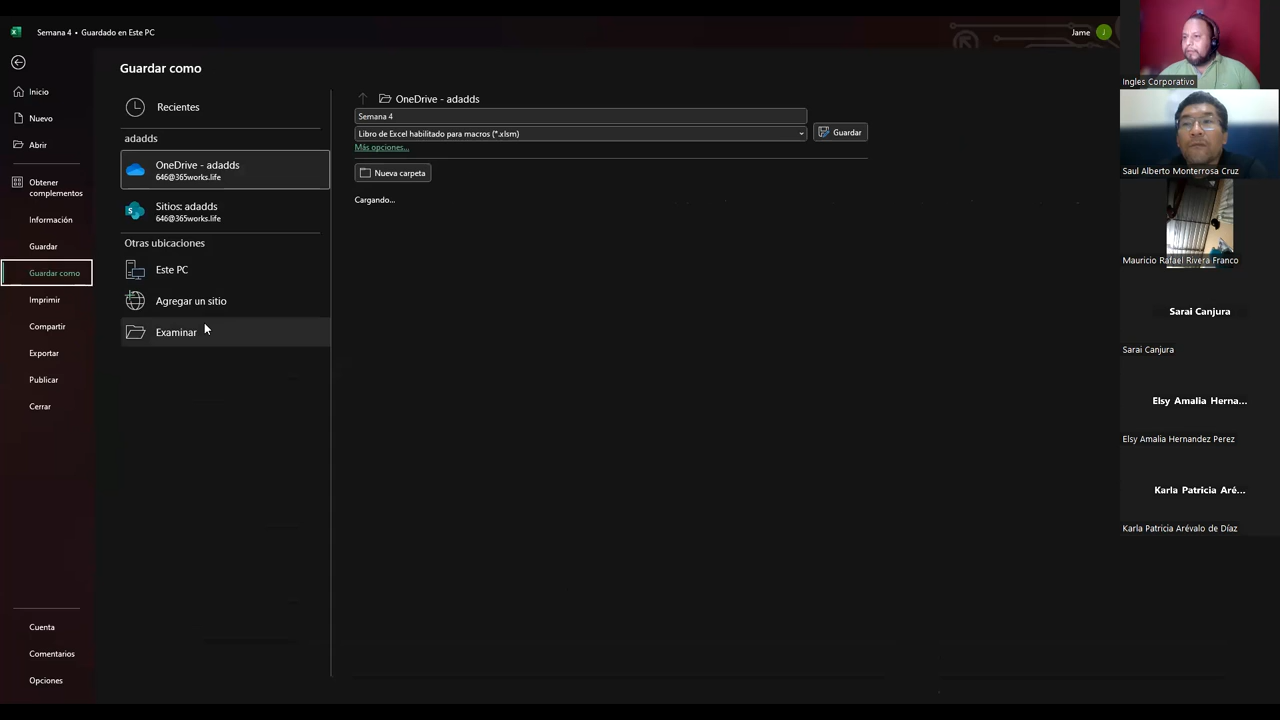 Semana 4 • Guardado en Este PC
Jame
J
Guardar como
Inicio
Nuevo
Abrir
Obtener
complementos
Información
Guardar
Guardar como
Imprimir
Compartir
Exportar
Publicar
Cerrar
Cuenta
Comentarios
Opciones
Recientes
adadds
OneDrive - adadds
646@365works.life
Sitios: adadds
646@365works.life
Otras ubicaciones
Este PC
Agregar un sitio
Examinar
OneDrive - adadds
Semana 4
Libro de Excel habilitado para macros (*.xlsm)
Guardar
Más opciones...
Nueva carpeta
Cargando...
Ingles Corporativo
Saul Alberto Monterrosa Cruz
Mauricio Rafael Rivera Franco
Sarai Canjura
Sarai Canjura
Elsy Amalia Herna...
Elsy Amalia Hernandez Perez
Karla Patricia Aré...
Karla Patricia Arévalo de Díaz